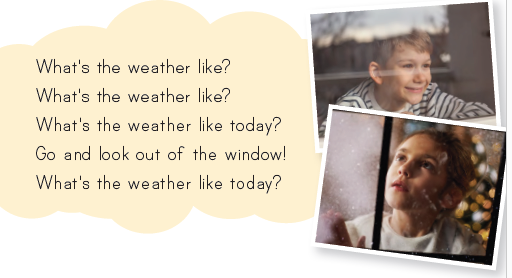 What's the weather like?
What's the weather like?
What's the weather like today?
Go and look out of the window!
What's the weather like today?